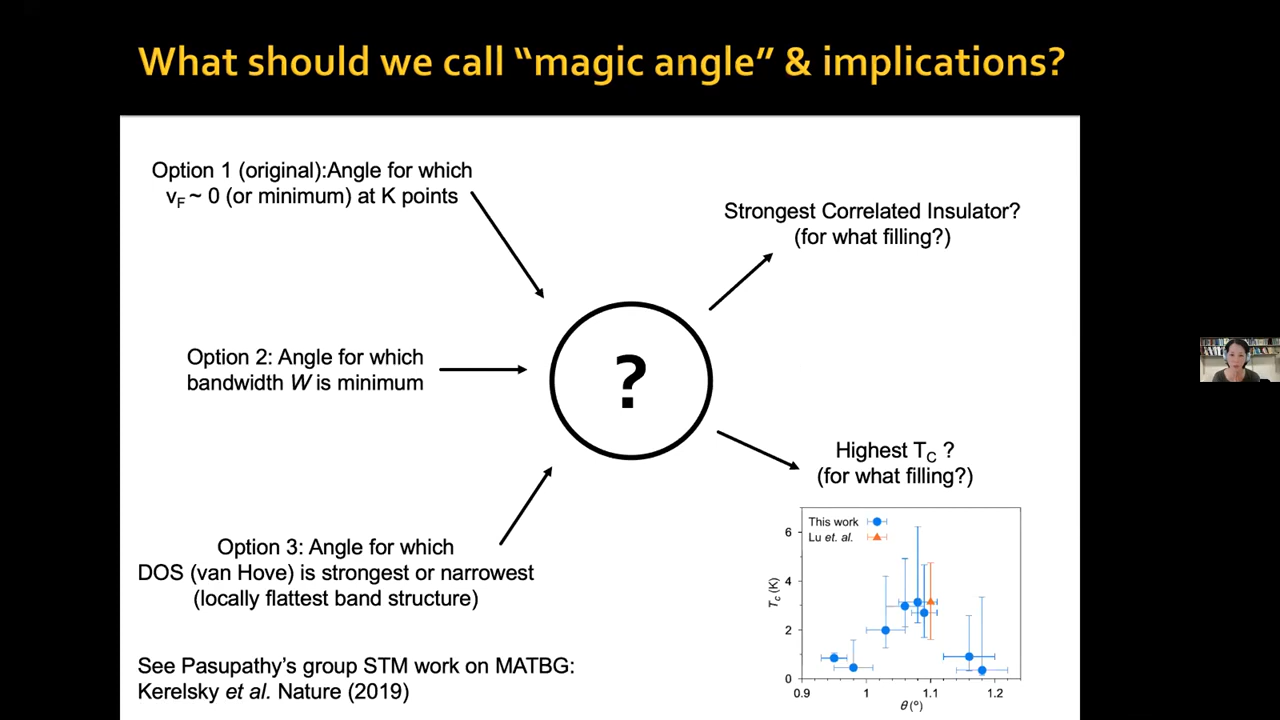 What should we call “magic angle” & implications?
Option 1 (original):Angle for which
vF ~ 0 (or minimum) at K points
Strongest Correlated Insulator?
(for what filling?)
?
Option 2: Angle for which
bandwidth W is minimum
Highest TC ?
(for what filling?)
Option 3: Angle for which
DOS (van Hove) is strongest or narrowest
(locally flattest band structure)
See Pasupathy’s group STM work on MATBG:
Kerelsky et al. Nature (2019)
This work
Lu et. al.
6
4
2
0
Tc (K)
0.9 1 1.1 1.2
θ (º)